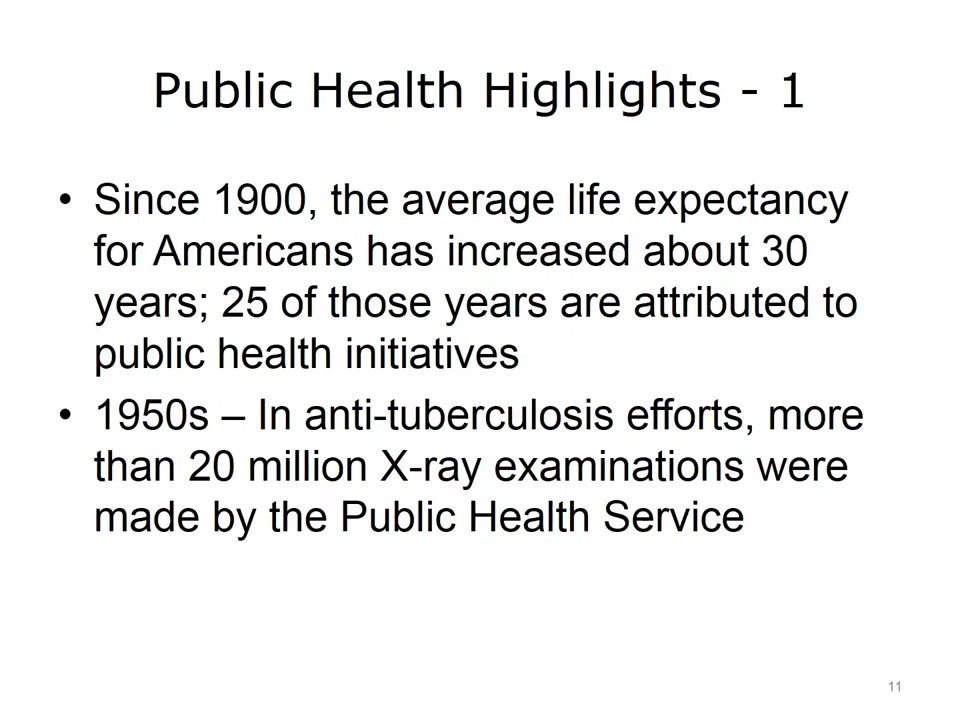 Public Health Highlights - 1
• Since 1900, the average life expectancy
for Americans has increased about 30
years; 25 of those years are attributed to
public health initiatives
• 1950s – In anti-tuberculosis efforts, more
than 20 million X-ray examinations were
made by the Public Health Service
11